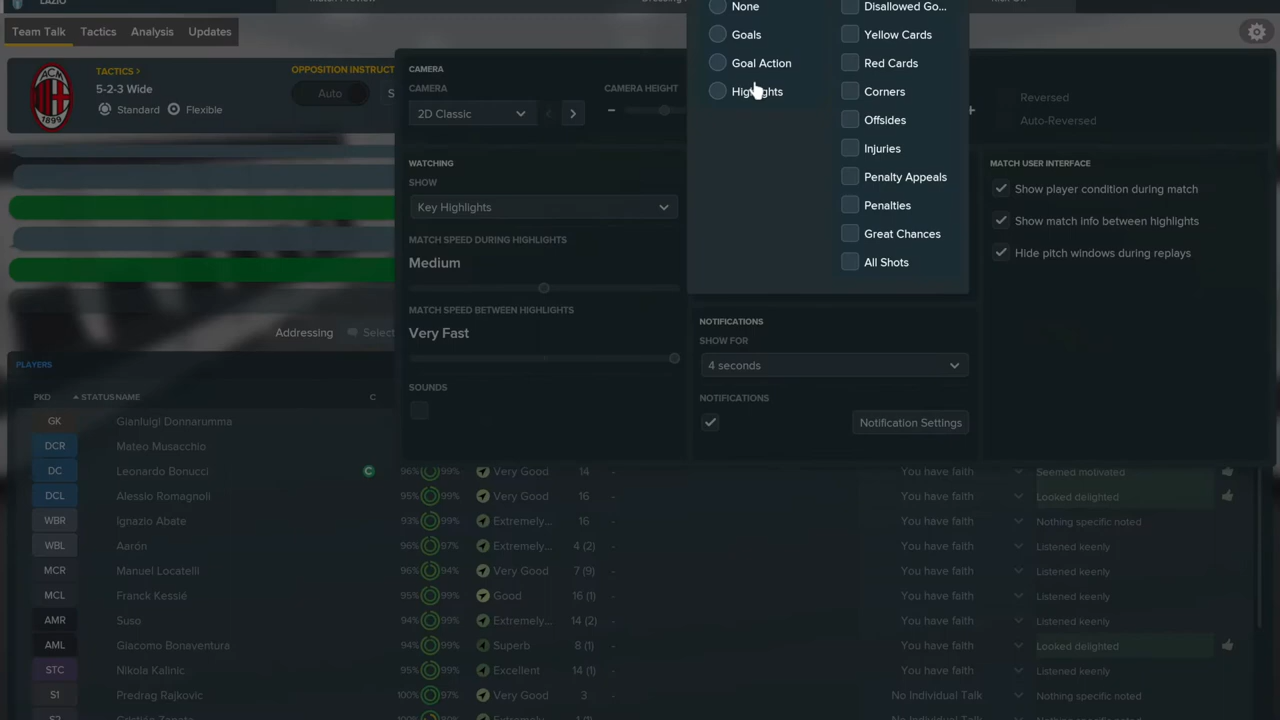 LAZIO
Team Talk Tactics Analysis Updates
TACTICS >
5-2-3 Wide
Standard Flexible
OPPOSITION INSTRUCT
Auto S
1899
Addressing Select
CAMERA
CAMERA
2D Classic
CAMERA HEIGHT
WATCHING
SHOW
Key Highlights
MATCH SPEED DURING HIGHLIGHTS
Medium
MATCH SPEED BETWEEN HIGHLIGHTS
Very Fast
SOUNDS
None
Goals
Goal Action
Highlights
Disallowed Go...
Yellow Cards
Red Cards
Corners
Offsides
Injuries
Penalty Appeals
Penalties
Great Chances
All Shots
NOTIFICATIONS
SHOW FOR
4 seconds
NOTIFICATIONS
Notification Settings
Reversed
Auto-Reversed
MATCH USER INTERFACE
Show player condition during match
Show match info between highlights
Hide pitch windows during replays
PLAYERS
PKD STATUS NAME C
GK Gianluigi Donnarumma
DCR Mateo Musacchio
DC Leonardo Bonucci C 96% 99% Very Good 14 - You have faith Seemed motivated
DCL Alessio Romagnoli 95% 99% Very Good 16 - You have faith Looked delighted
WBR Ignazio Abate 93% 99% Extremely... 16 - You have faith Nothing specific noted
WBL Aarón 96% 97% Extremely... 4 (2) - You have faith Listened keenly
MCR Manuel Locatelli 96% 94% Very Good 7 (9) - You have faith Listened keenly
MCL Franck Kessié 95% 99% Good 16 (1) - You have faith Listened keenly
AMR Suso 94% 99% Extremely... 14 (2) - You have faith Listened keenly
AML Giacomo Bonaventura 94% 99% Superb 8 (1) - You have faith Looked delighted
STC Nikola Kalinic 95% 99% Excellent 14 (1) - You have faith Listened keenly
S1 Predrag Rajkovic 100% 97% Very Good 3 - No Individual Talk Nothing specific noted